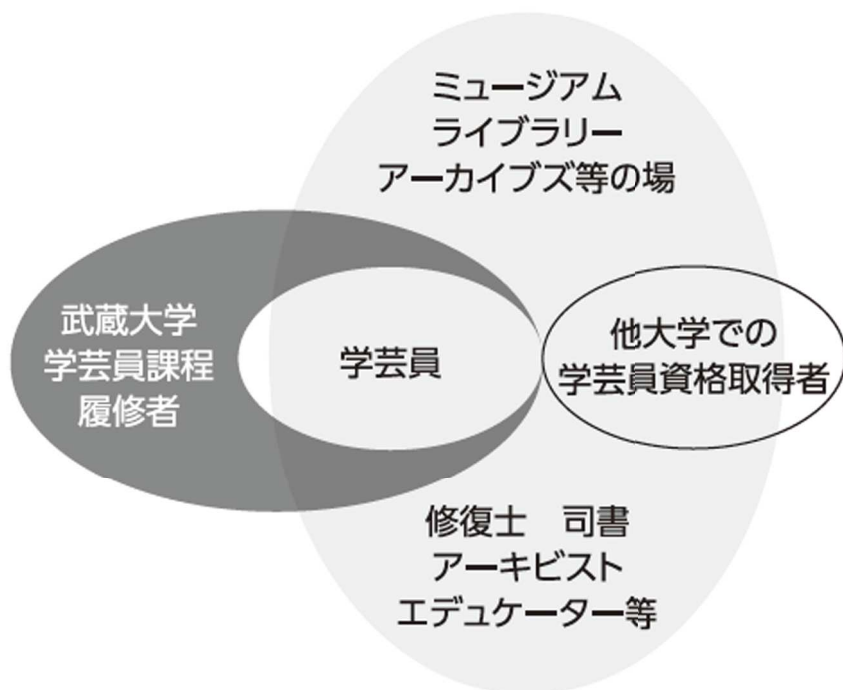 ミュージアム
ライブラリー
アーカイブズ等の場
武蔵大学
学芸員課程
履修者
学芸員
他大学での
学芸員資格取得者
修復士　司書
アーキビスト
エデュケーター等